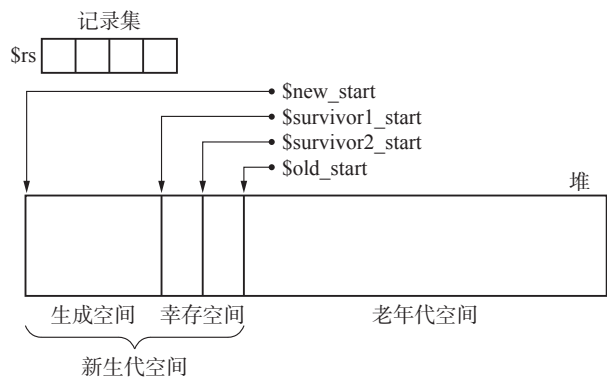 记录集
$rs
$new_start
$survivor1_start
$survivor2_start
$old_start
堆
生成空间 幸存空间 老年代空间
新生代空间